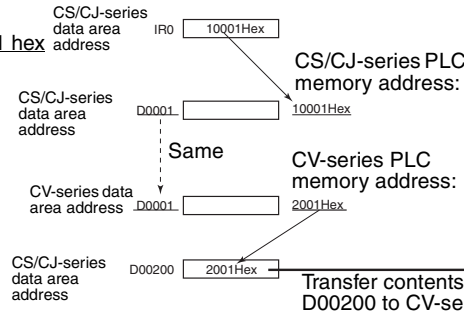 CS/CJ-series
data area
address
IR0
10001Hex
hex
CS/CJ-series PLC
memory address:
CS/CJ-series
data area
address
D0001
10001Hex
Same
CV-series PLC
memory address:
CV-series data
area address
D0001
2001Hex
CS/CJ-series
data area
address
D00200
2001Hex
Transfer contents
D00200 to CV-se